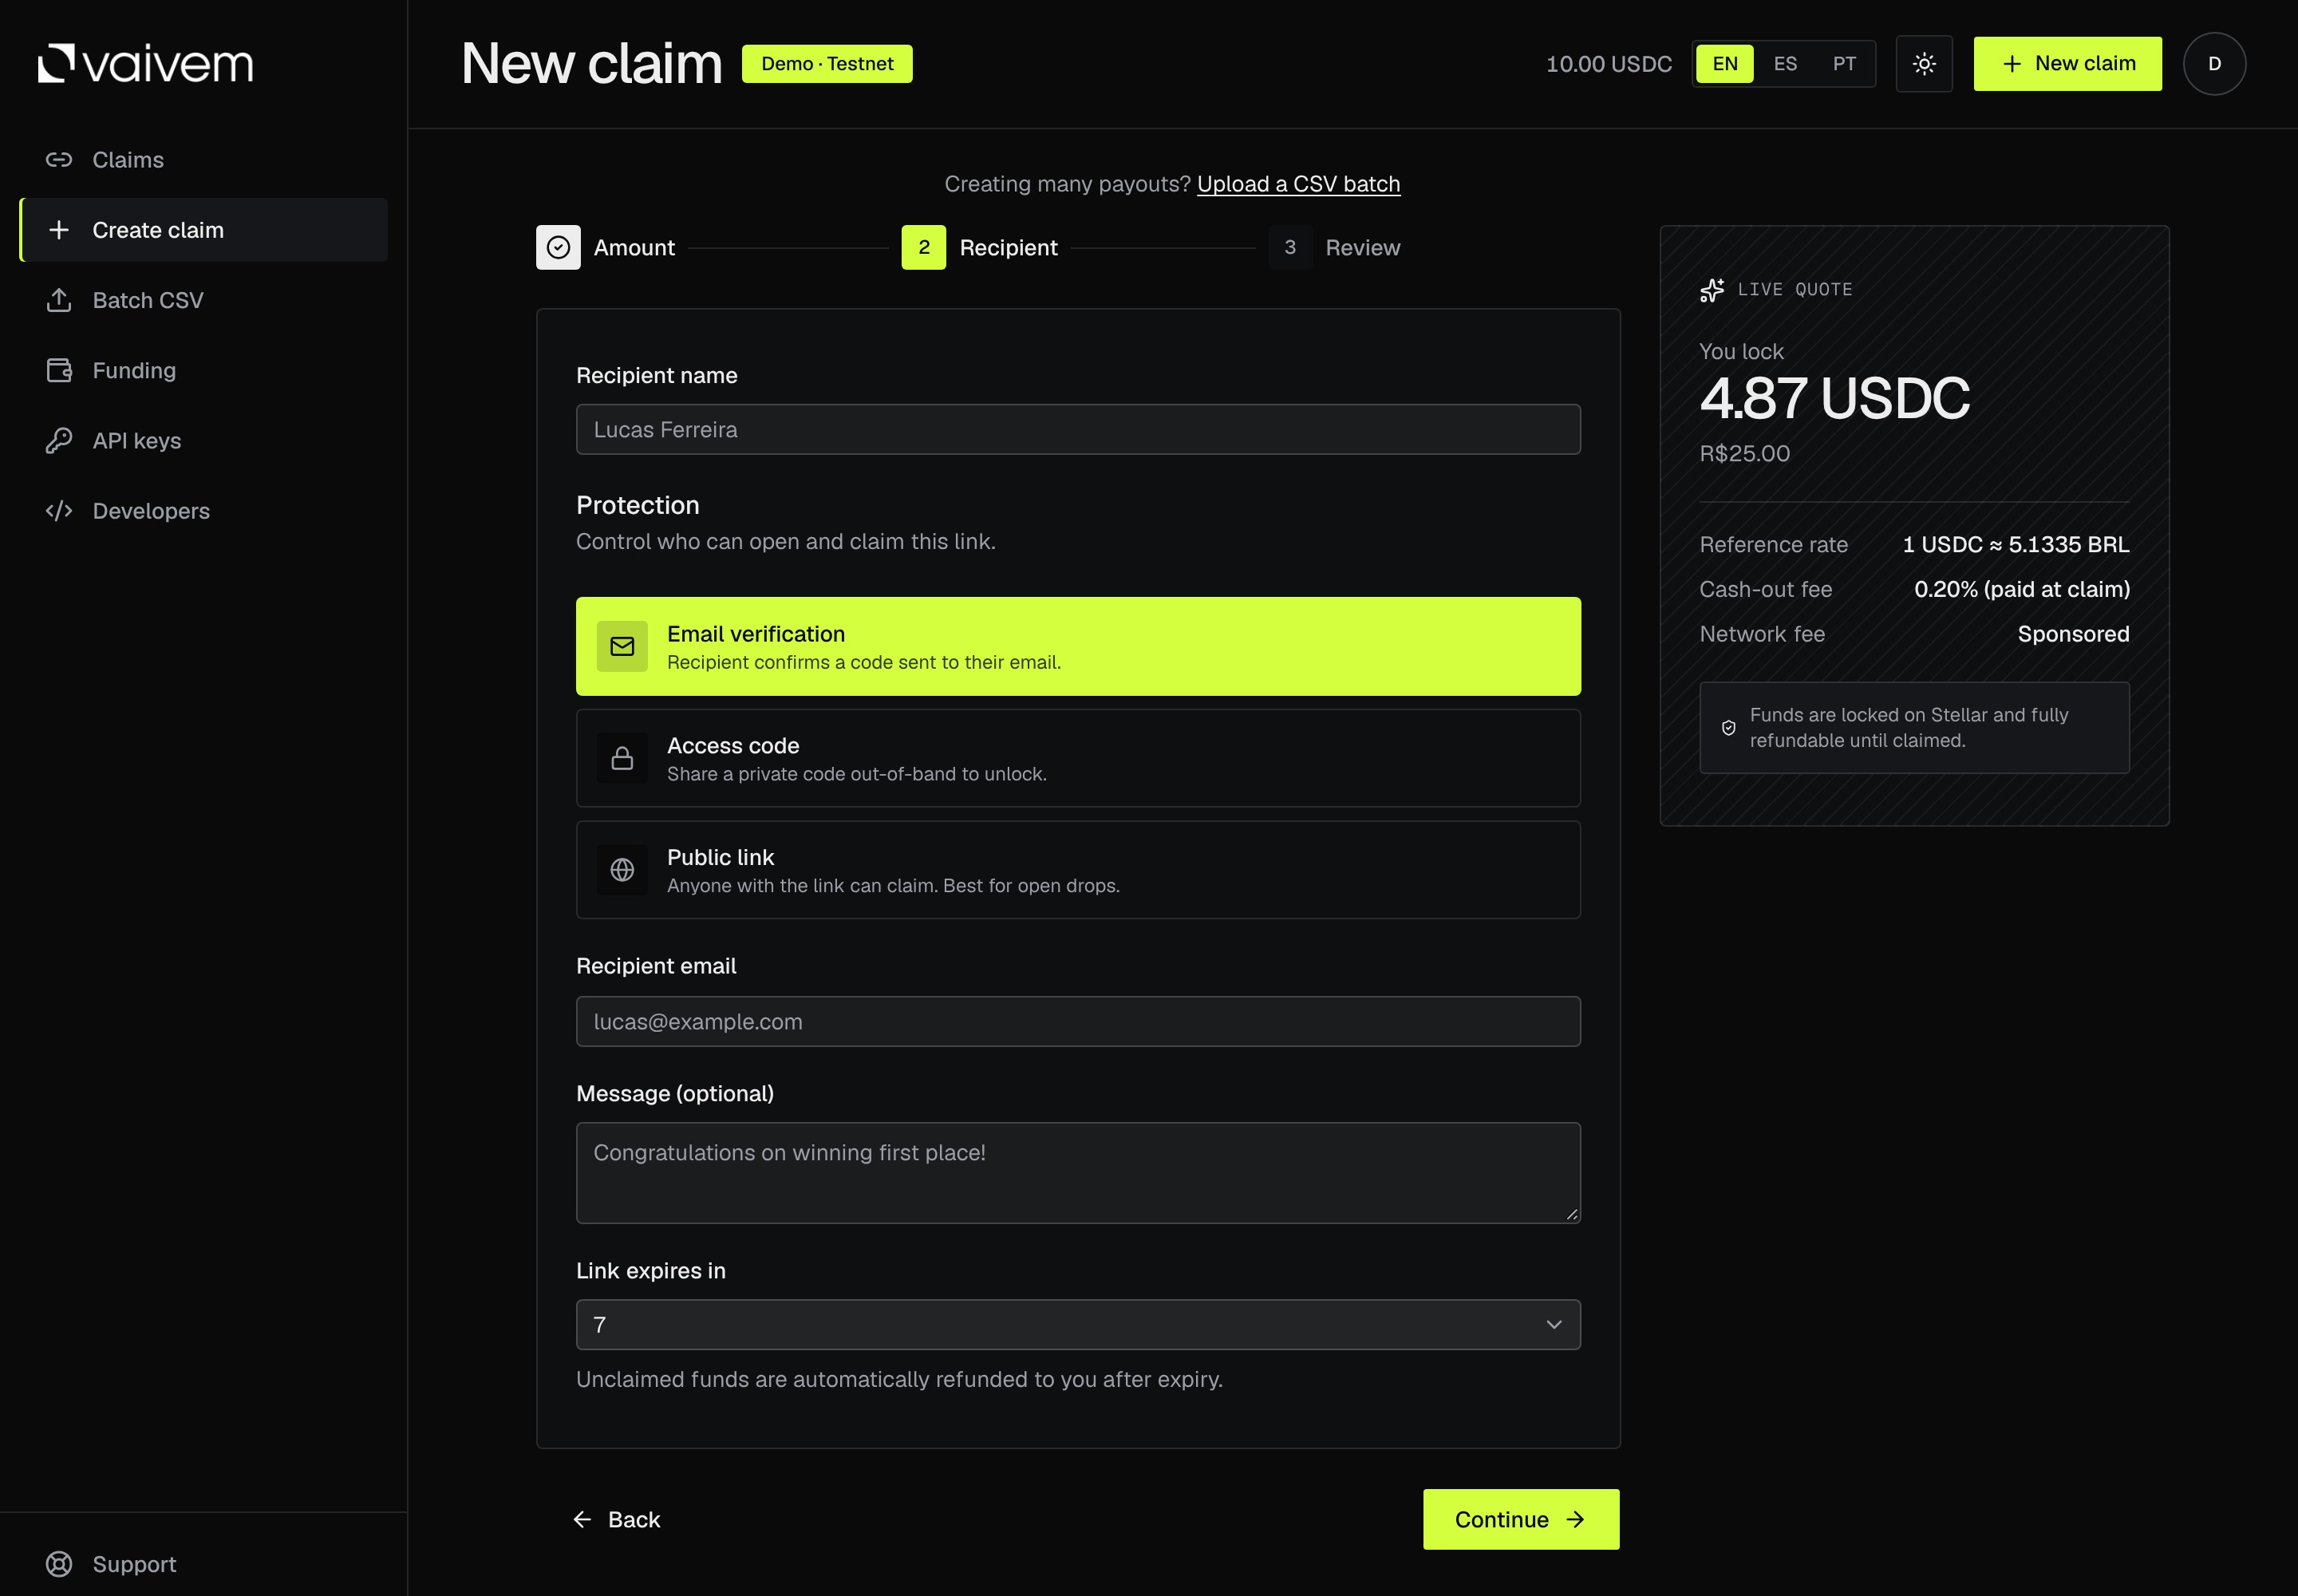 vaivem
Claims
Create claim
Batch CSV
Funding
API keys
Developers
Support
New claim
Demo · Testnet
10.00 USDC
EN ES PT
New claim
D
Creating many payouts? Upload a CSV batch
Amount
2 Recipient
3 Review
Recipient name
Lucas Ferreira
Protection
Control who can open and claim this link.
Email verification
Recipient confirms a code sent to their email.
Access code
Share a private code out-of-band to unlock.
Public link
Anyone with the link can claim. Best for open drops.
Recipient email
lucas@example.com
Message (optional)
Congratulations on winning first place!
Link expires in
7
Unclaimed funds are automatically refunded to you after expiry.
Back
Continue
LIVE QUOTE
You lock
4.87 USDC
R$25.00
Reference rate 1 USDC ≈ 5.1335 BRL
Cash-out fee 0.20% (paid at claim)
Network fee Sponsored
Funds are locked on Stellar and fully
refundable until claimed.